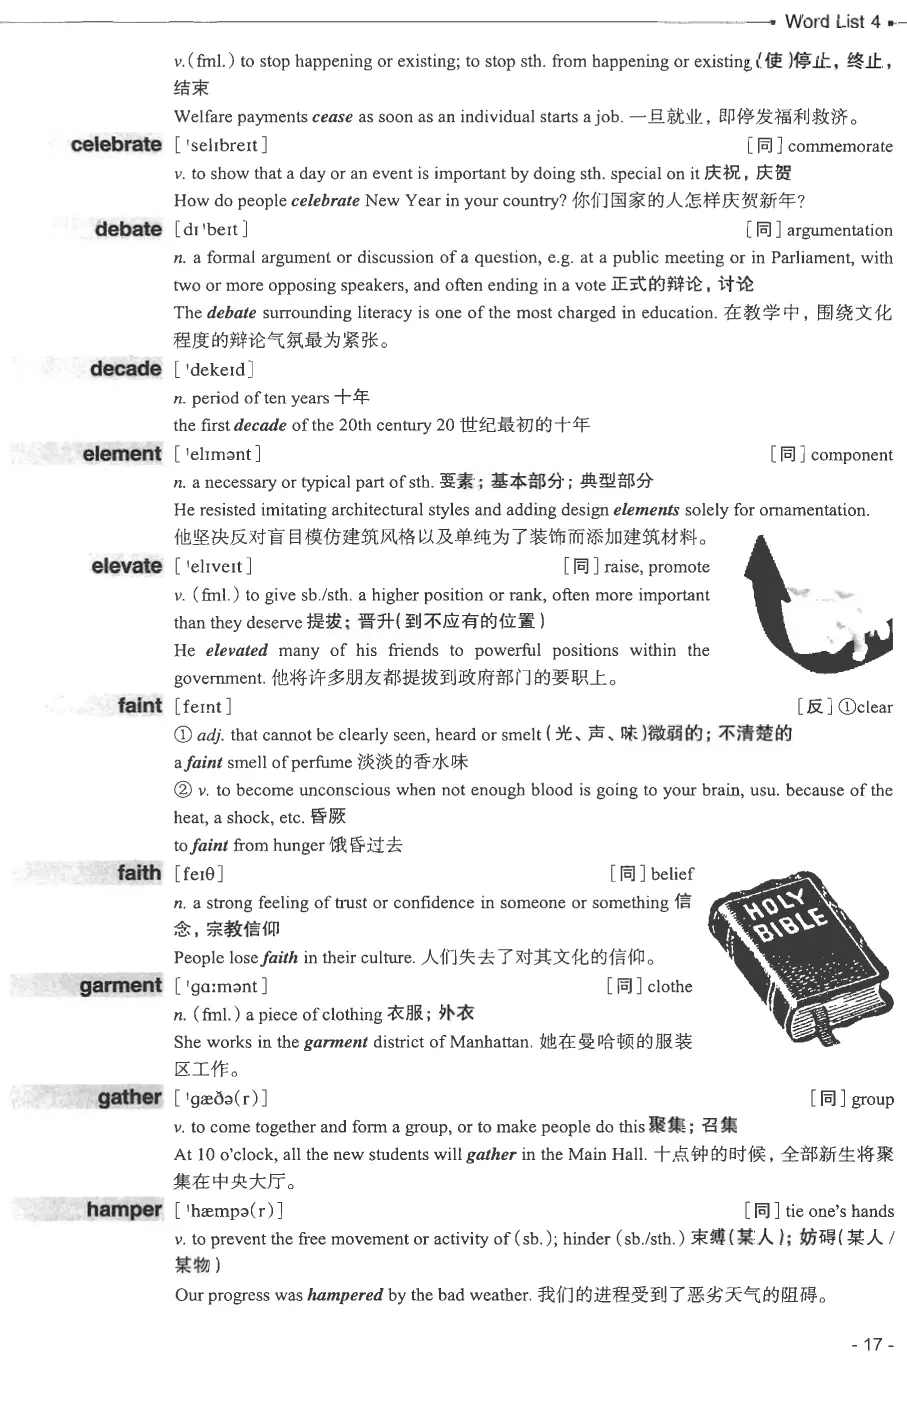 Word List 4
v.(fml.) to stop happening or existing; to stop sth. from happening or existing (使)停止, 终止,
结束
Welfare payments cease as soon as an individual starts a job. 一旦就业, 即停发福利救济。
celebrate [ˈselɪbreɪt] [同] commemorate
v. to show that a day or an event is important by doing sth. special on it 庆祝, 庆贺
How do people celebrate New Year in your country? 你们国家的人怎样庆贺新年?
debate [dɪˈbeɪt] [同] argumentation
n. a formal argument or discussion of a question, e.g. at a public meeting or in Parliament, with
two or more opposing speakers, and often ending in a vote 正式的辩论, 讨论
The debate surrounding literacy is one of the most charged in education. 在教学中, 围绕文化
程度的辩论气氛最为紧张。
decade [ˈdekeɪd]
n. period of ten years 十年
the first decade of the 20th century 20 世纪最初的十年
element [ˈelɪmənt] [同] component
n. a necessary or typical part of sth. 要素; 基本部分; 典型部分
He resisted imitating architectural styles and adding design elements solely for ornamentation.
他坚决反对盲目模仿建筑风格以及单纯为了装饰而添加建筑材料。
elevate [ˈelɪveɪt] [同] raise, promote
v. (fml.) to give sb./sth. a higher position or rank, often more important
than they deserve 提拔; 晋升(到不应有的位置)
He elevated many of his friends to powerful positions within the
government. 他将许多朋友都提拔到政府部门的要职上。
faint [feɪnt] [反] ①clear
① adj. that cannot be clearly seen, heard or smelt (光、声、味)微弱的; 不清楚的
a faint smell of perfume 淡淡的香水味
② v. to become unconscious when not enough blood is going to your brain, usu. because of the
heat, a shock, etc. 昏厥
to faint from hunger 饿昏过去
faith [feɪθ] [同] belief
n. a strong feeling of trust or confidence in someone or something 信
念, 宗教信仰
People lose faith in their culture. 人们失去了对其文化的信仰。
HOLY
BIBLE
garment [ˈɡɑːmənt] [同] clothe
n. (fml.) a piece of clothing 衣服; 外衣
She works in the garment district of Manhattan. 她在曼哈顿的服装
区工作。
gather [ˈɡæðə(r)] [同] group
v. to come together and form a group, or to make people do this 聚集; 召集
At 10 o'clock, all the new students will gather in the Main Hall. 十点钟的时候, 全部新生将聚
集在中央大厅。
hamper [ˈhæmpə(r)] [同] tie one's hands
v. to prevent the free movement or activity of (sb.); hinder (sb./sth.) 束缚(某人); 妨碍(某人/
某物)
Our progress was hampered by the bad weather. 我们的进程受到了恶劣天气的阻碍。
- 17 -